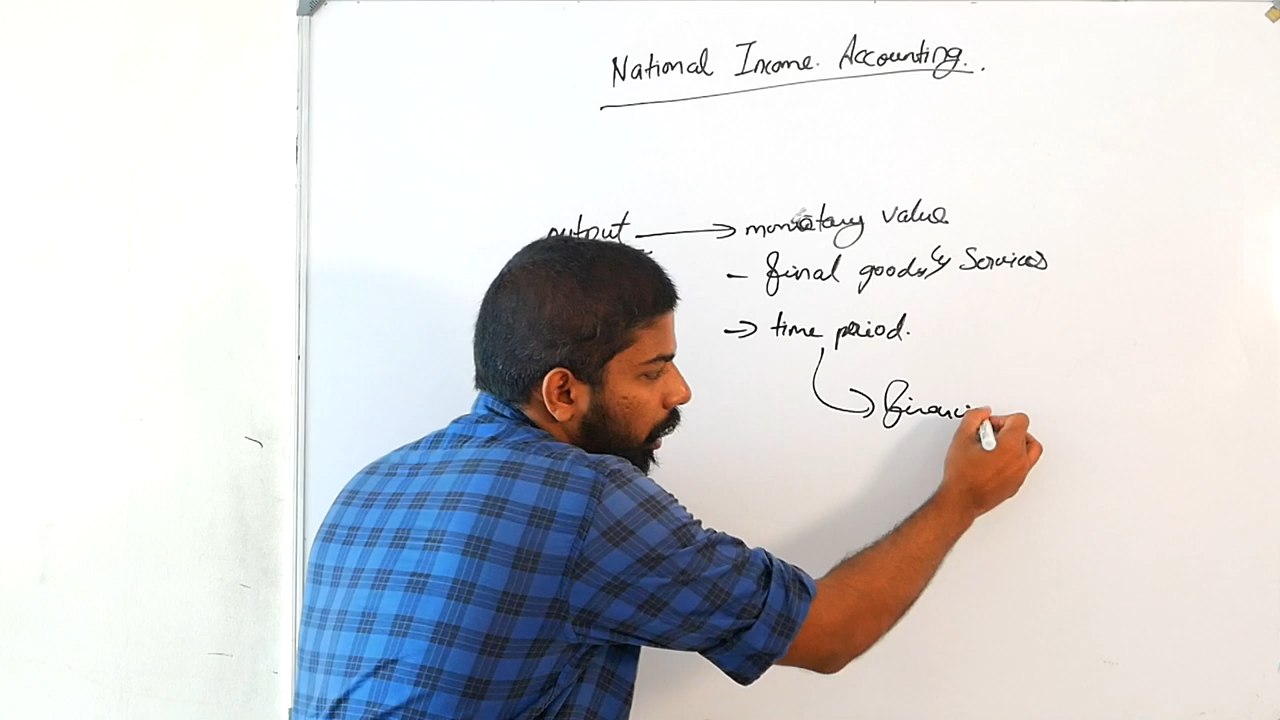 National Income. Accounting..
output → monetary value
- final goods & Services
→ time period.
→ financi